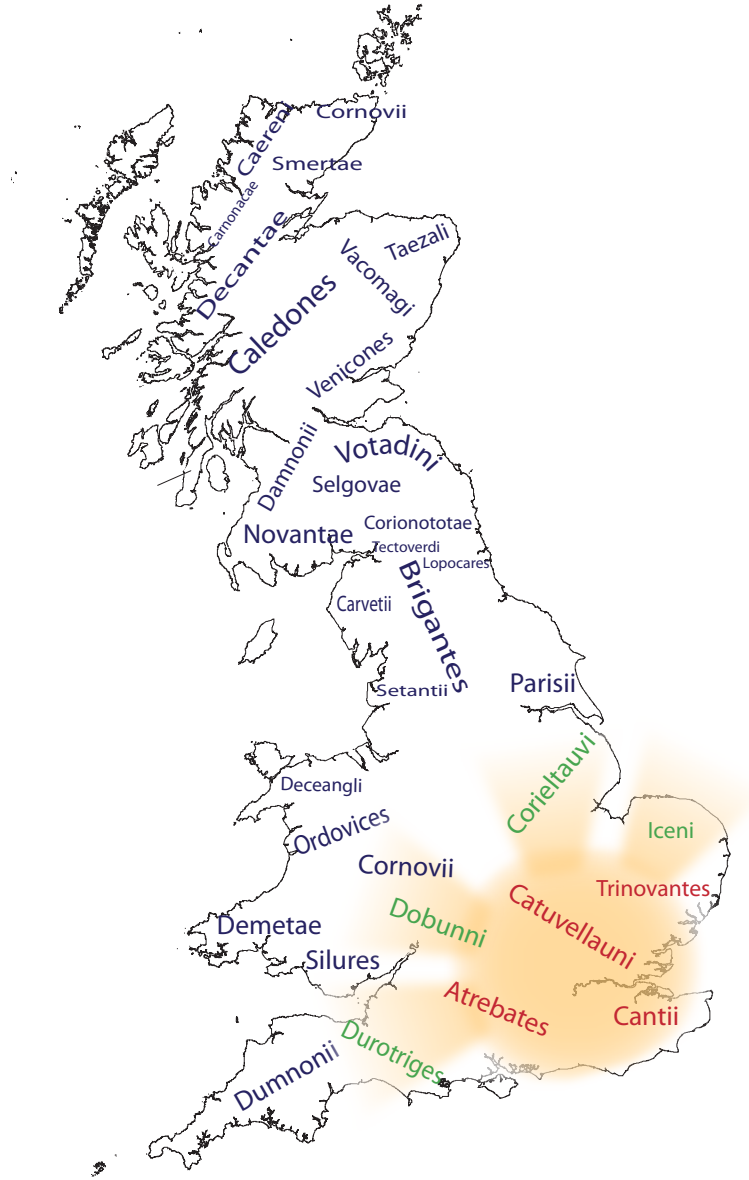 Cornovii
Caereni
Smertae
Carnonacae
Decantae
Taezali
Vacomagi
Caledones
Venicones
Votadini
Damnonii
Selgovae
Corionototae
Novantae
Tectoverdi
Lopocares
Brigantes
Carvetii
Parisii
Setantii
Corieltauvi
Deceangli
Ordovices
Iceni
Cornovii
Trinovantes
Catuvellauni
Dobunni
Demetae
Silures
Atrebates
Cantii
Durotriges
Dumnonii